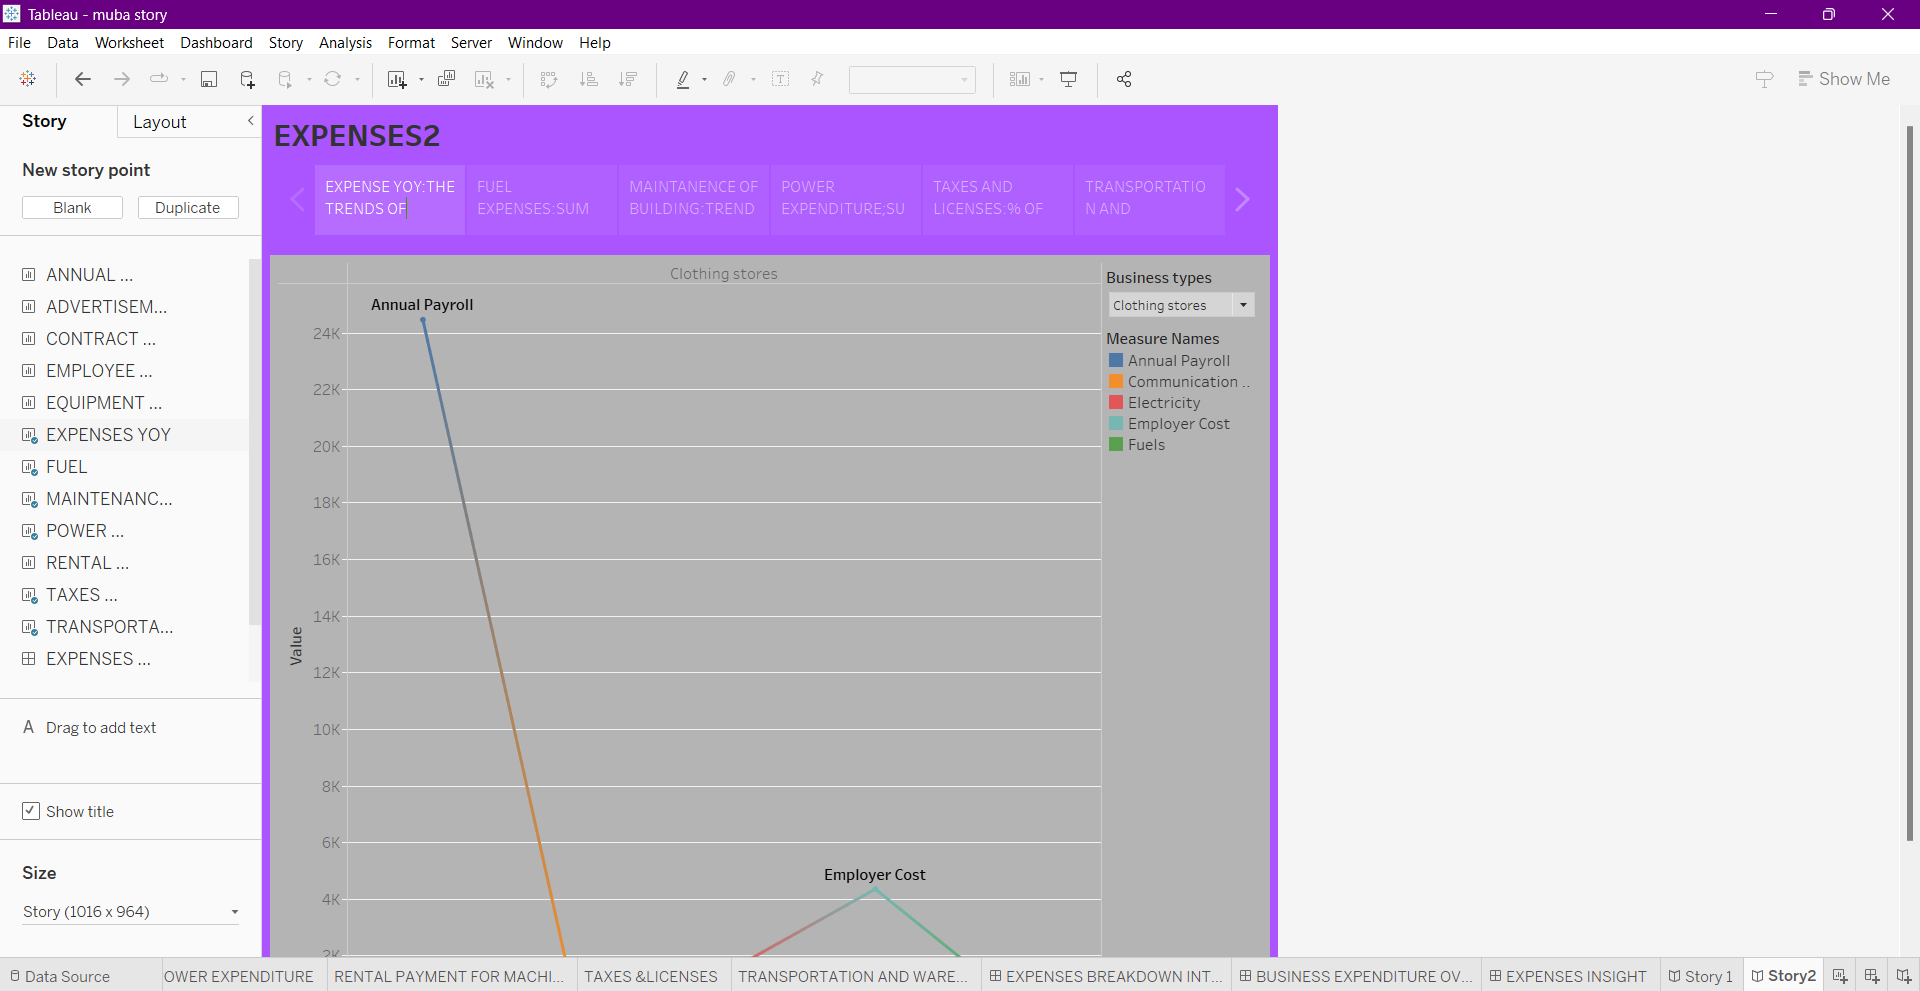 Tableau - muba story
File Data Worksheet Dashboard Story Analysis Format Server Window Help
Show Me
Story Layout
New story point
Blank Duplicate
ANNUAL ...
ADVERTISEM...
CONTRACT ...
EMPLOYEE ...
EQUIPMENT ...
EXPENSES YOY
FUEL
MAINTENANC...
POWER ...
RENTAL ...
TAXES ...
TRANSPORTA...
EXPENSES ...
A Drag to add text
Show title
Size
Story (1016 x 964)
EXPENSES2
EXPENSE YOY:THE
TRENDS OF
FUEL
EXPENSES:SUM
MAINTANENCE OF
BUILDING:TREND
POWER
EXPENDITURE;SU
TAXES AND
LICENSES:% OF
TRANSPORTATIO
N AND
Clothing stores
Annual Payroll
24K
22K
20K
18K
16K
14K
12K
10K
8K
6K
4K
2K
Value
Employer Cost
Business types
Clothing stores
Measure Names
Annual Payroll
Communication ..
Electricity
Employer Cost
Fuels
Data Source OWER EXPENDITURE RENTAL PAYMENT FOR MACHI... TAXES &LICENSES TRANSPORTATION AND WARE... EXPENSES BREAKDOWN INT... BUSINESS EXPENDITURE OV... EXPENSES INSIGHT Story 1 Story2